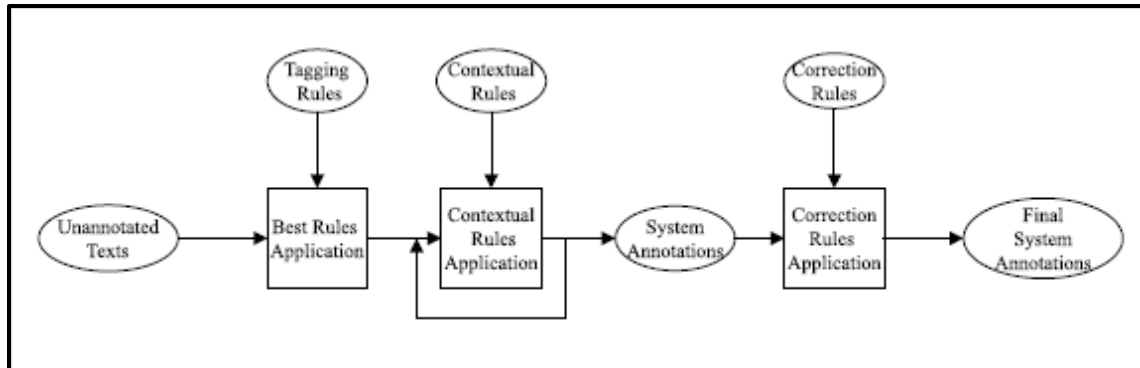 Tagging
Rules
Contextual
Rules
Correction
Rules
Unannotated
Texts
Best Rules
Application
Contextual
Rules
Application
System
Annotations
Correction
Rules
Application
Final
System
Annotations